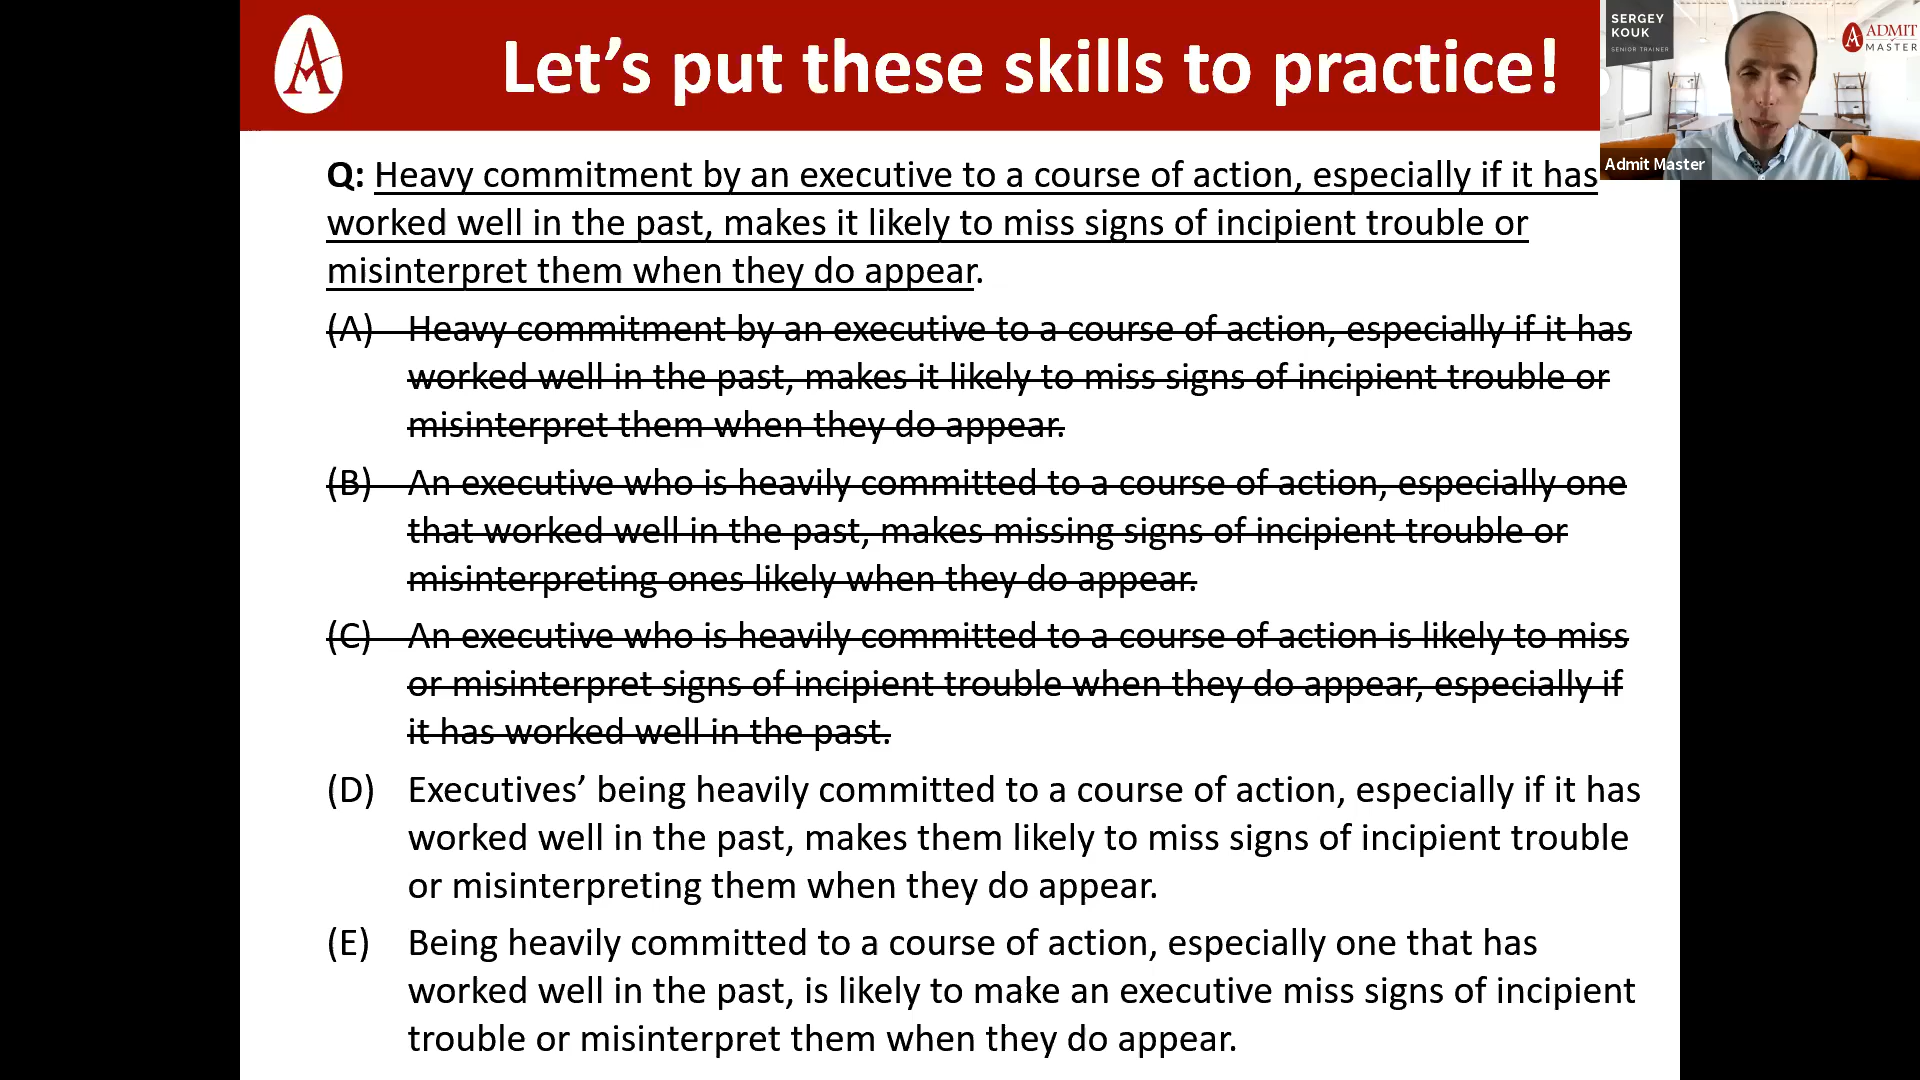 Let's put these skills to practice!
SERGEY
KOUK
SENIOR TRAINER
ADMIT
MASTER
Admit Master
Q: Heavy commitment by an executive to a course of action, especially if it has
worked well in the past, makes it likely to miss signs of incipient trouble or
misinterpret them when they do appear.
(A) Heavy commitment by an executive to a course of action, especially if it has
worked well in the past, makes it likely to miss signs of incipient trouble or
misinterpret them when they do appear.
(B) An executive who is heavily committed to a course of action, especially one
that worked well in the past, makes missing signs of incipient trouble or
misinterpreting ones likely when they do appear.
(C) An executive who is heavily committed to a course of action is likely to miss
or misinterpret signs of incipient trouble when they do appear, especially if
it has worked well in the past.
(D) Executives’ being heavily committed to a course of action, especially if it has
worked well in the past, makes them likely to miss signs of incipient trouble
or misinterpreting them when they do appear.
(E) Being heavily committed to a course of action, especially one that has
worked well in the past, is likely to make an executive miss signs of incipient
trouble or misinterpret them when they do appear.